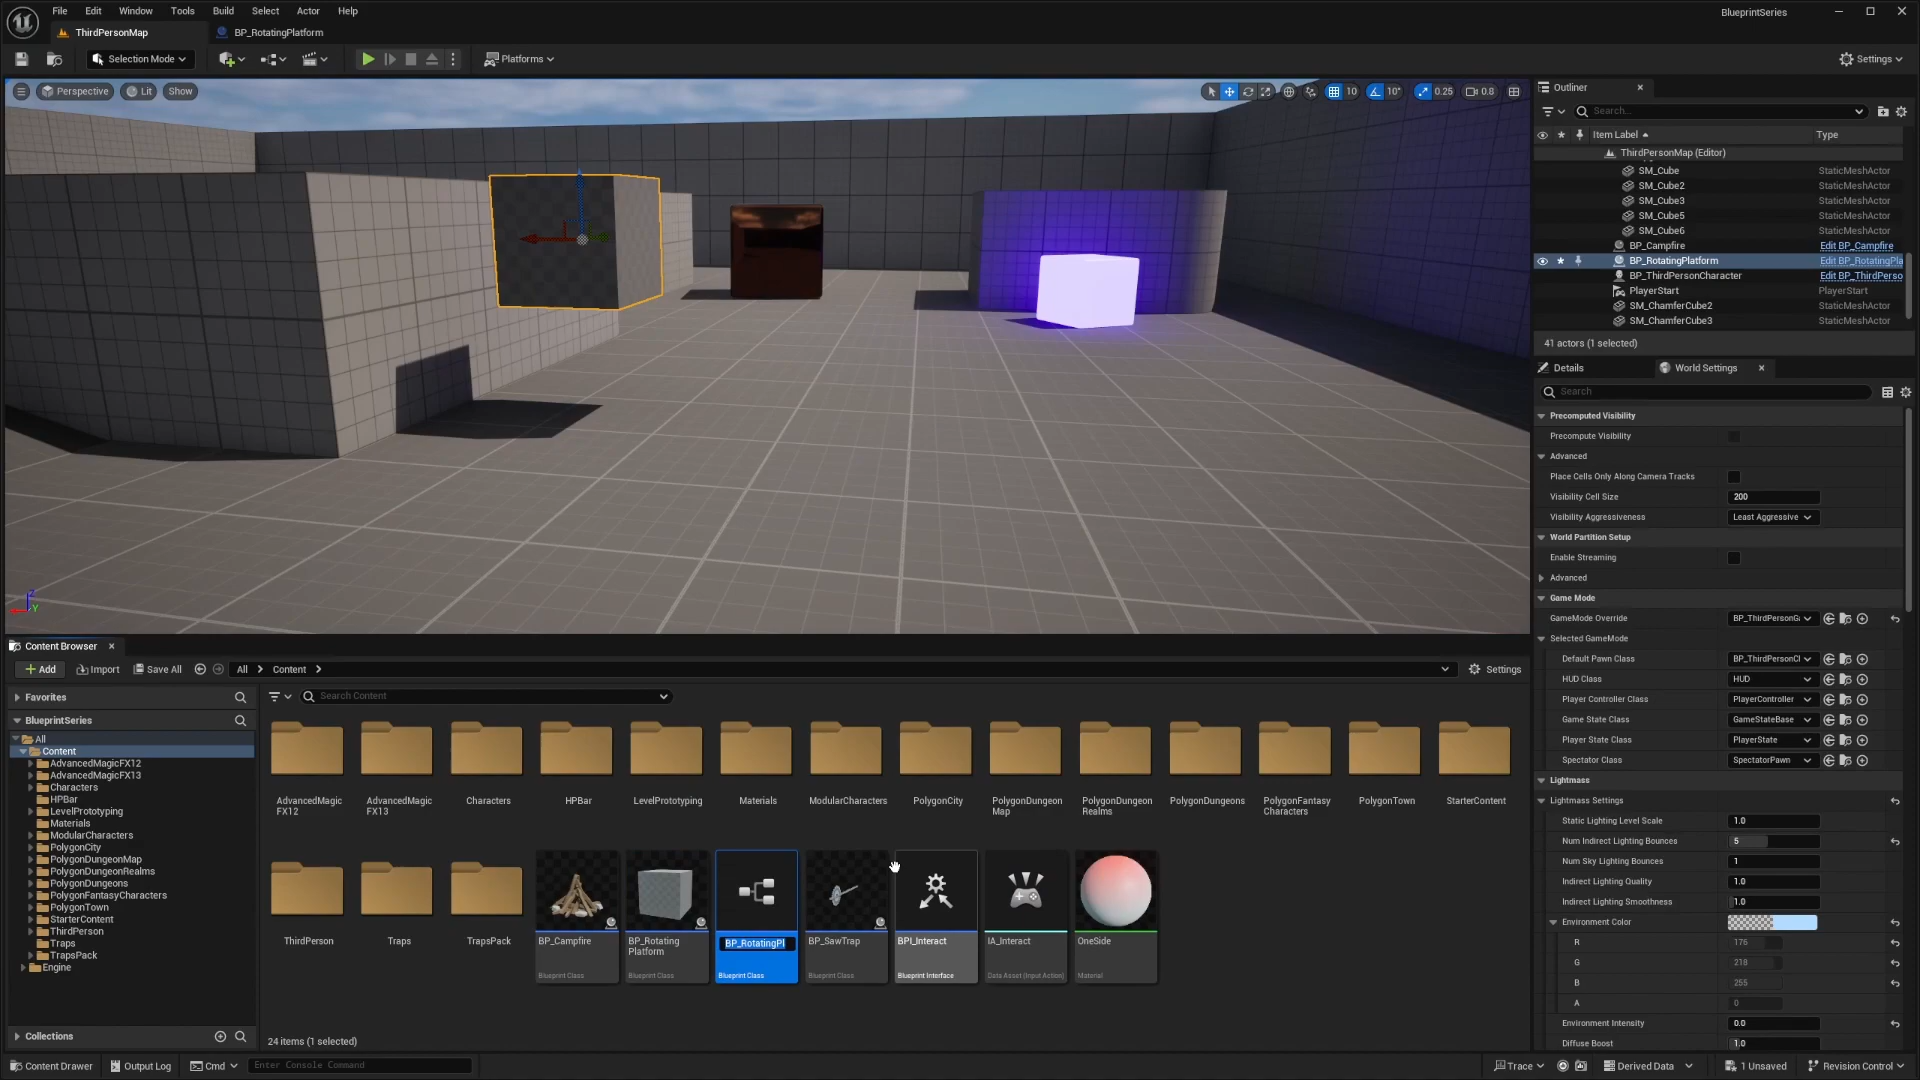 File Edit Window Tools Build Select Actor Help
BlueprintSeries
ThirdPersonMap
BP_RotatingPlatform
Selection Mode
Platforms
Settings
Perspective
Lit
Show
10
10°
0.25
0.8
Outliner
Search...
Item Label
Type
ThirdPersonMap (Editor)
SM_Cube StaticMeshActor
SM_Cube2 StaticMeshActor
SM_Cube3 StaticMeshActor
SM_Cube5 StaticMeshActor
SM_Cube6 StaticMeshActor
BP_Campfire Edit BP_Campfire
BP_RotatingPlatform Edit BP_RotatingPla
BP_ThirdPersonCharacter Edit BP_ThirdPerso
PlayerStart PlayerStart
SM_ChamferCube2 StaticMeshActor
SM_ChamferCube3 StaticMeshActor
41 actors (1 selected)
Details
World Settings
Search
Precomputed Visibility
Precompute Visibility
Advanced
Place Cells Only Along Camera Tracks
Visibility Cell Size 200
Visibility Aggressiveness Least Aggressive
World Partition Setup
Enable Streaming
Advanced
Game Mode
GameMode Override BP_ThirdPersonGa
Selected GameMode
Default Pawn Class BP_ThirdPersonCl
HUD Class HUD
Player Controller Class PlayerController
Game State Class GameStateBase
Player State Class PlayerState
Spectator Class SpectatorPawn
Lightmass
Lightmass Settings
Static Lighting Level Scale 1.0
Num Indirect Lighting Bounces 5
Num Sky Lighting Bounces 1
Indirect Lighting Quality 1.0
Indirect Lighting Smoothness 1.0
Environment Color
R 176
G 218
B 255
A 0
Environment Intensity 0.0
Diffuse Boost 1.0
Content Browser
Add
Import
Save All
All
Content
Settings
Favorites
BlueprintSeries
All
Content
AdvancedMagicFX12
AdvancedMagicFX13
Characters
HPBar
LevelPrototyping
Materials
ModularCharacters
PolygonCity
PolygonDungeonMap
PolygonDungeonRealms
PolygonDungeons
PolygonFantasyCharacters
PolygonTown
StarterContent
ThirdPerson
Traps
TrapsPack
Engine
Collections
Search Content
AdvancedMagic
FX12
AdvancedMagic
FX13
Characters
HPBar
LevelPrototyping
Materials
ModularCharacters
PolygonCity
PolygonDungeon
Map
PolygonDungeon
Realms
PolygonDungeons
PolygonFantasy
Characters
PolygonTown
StarterContent
ThirdPerson
Traps
TrapsPack
BP_Campfire
Blueprint Class
BP_Rotating
Platform
Blueprint Class
BP_RotatingPl
Blueprint Class
BP_SawTrap
Blueprint Class
BPI_Interact
Blueprint Interface
IA_Interact
Data Asset (Input Action)
OneSide
Material
24 items (1 selected)
Content Drawer
Output Log
Cmd
Enter Console Command
Trace
Derived Data
1 Unsaved
Revision Control
Z
Y